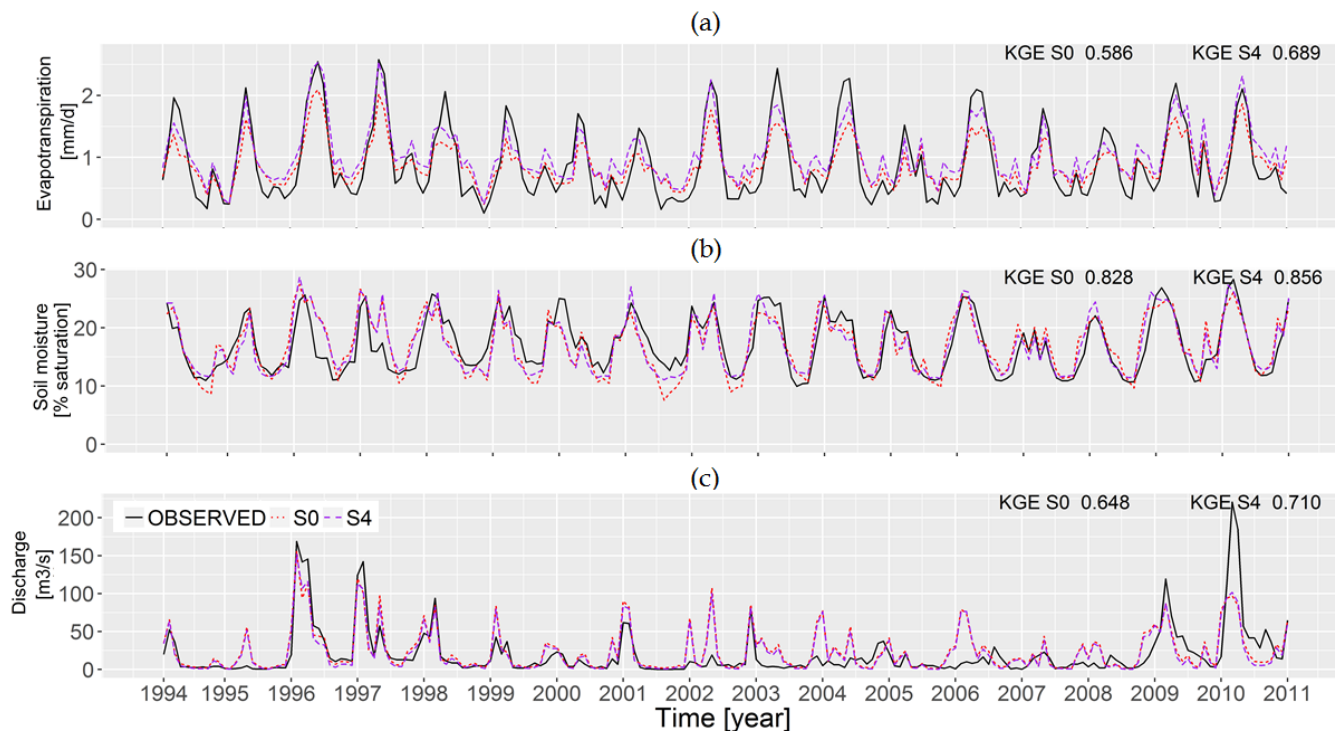 (a)
KGE S0 0.586 KGE S4 0.689
Evapotranspiration
[mm/d]
2
1
0
(b)
KGE S0 0.828 KGE S4 0.856
Soil moisture
[% saturation]
30
20
10
0
(c)
KGE S0 0.648 KGE S4 0.710
OBSERVED S0 S4
Discharge
[m3/s]
200
150
100
50
0
1994 1995 1996 1997 1998 1999 2000 2001 2002 2003 2004 2005 2006 2007 2008 2009 2010 2011
Time [year]